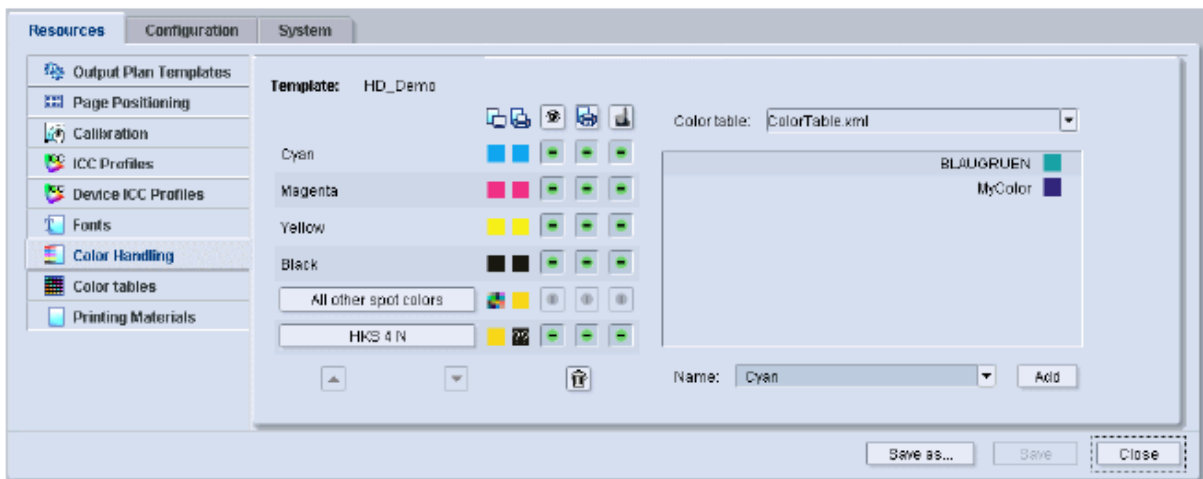 Resources Configuration System
Output Plan Templates
Page Positioning
Calibration
ICC Profiles
Device ICC Profiles
Fonts
Color Handling
Color tables
Printing Materials
Template: HD_Demo
Cyan
Magenta
Yellow
Black
All other spot colors
HKS 4 N
Color table: ColorTable.xml
BLAUGRUEN
MyColor
Name: Cyan Add
Save as... Save Close